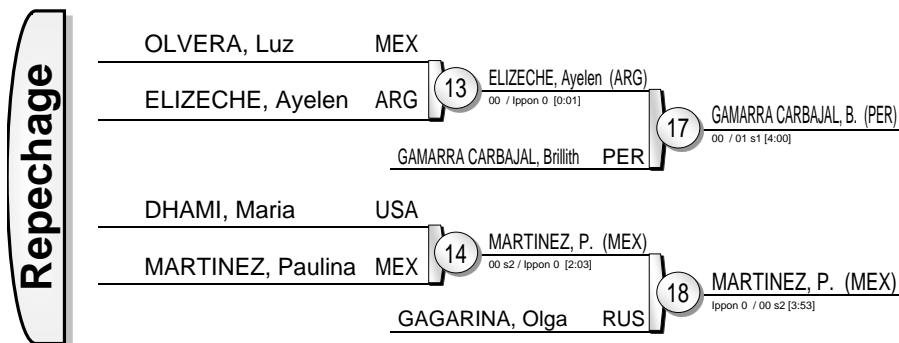 Repechage
OLVERA, Luz MEX
ELIZECHE, Ayelen ARG
13
ELIZECHE, Ayelen (ARG)
00 / Ippon 0 [0:01]
GAMARRA CARBAJAL, Brillith PER
17
GAMARRA CARBAJAL, B. (PER)
00 / 01 s1 [4:00]
DHAMI, Maria USA
MARTINEZ, Paulina MEX
14
MARTINEZ, P. (MEX)
00 s2 / Ippon 0 [2:03]
GAGARINA, Olga RUS
18
MARTINEZ, P. (MEX)
Ippon 0 / 00 s2 [3:53]